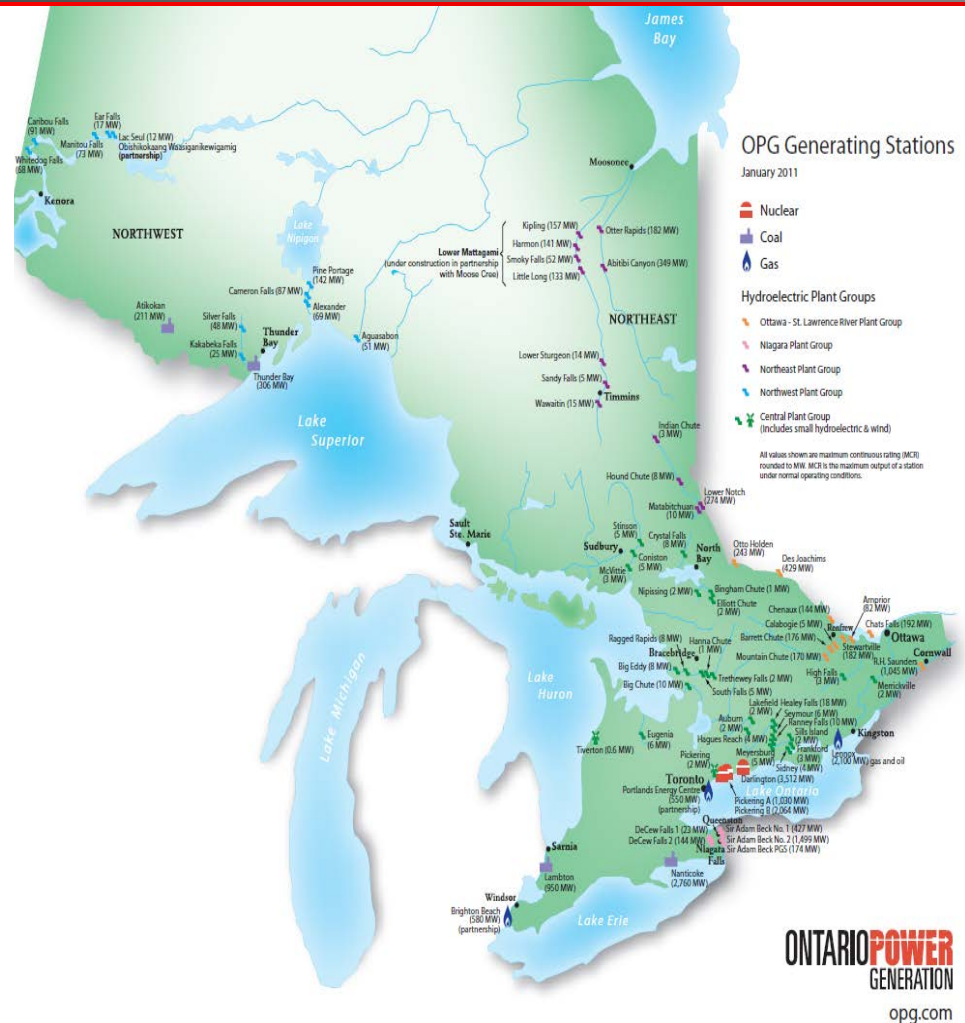 James
Bay
Caribou Falls
(91 MW)
Ear Falls
(17 MW)
Manitou Falls
(73 MW)
Lac Seul (12 MW)
Obishikokaang Waasiganikewigamig
(partnership)
Whitedog Falls
(68 MW)
Kenora
NORTHWEST
Lake
Nipigon
Moosonee
OPG Generating Stations
January 2011
Nuclear
Coal
Gas
Hydroelectric Plant Groups
Ottawa - St. Lawrence River Plant Group
Niagara Plant Group
Northeast Plant Group
Northwest Plant Group
Central Plant Group
(Includes small hydroelectric & wind)
All values shown are maximum continuous rating (MCR)
rounded to MW. MCR is the maximum output of a station
under normal operating conditions.
Kipling (157 MW)
Harmon (141 MW)
Smoky Falls (52 MW)
Little Long (133 MW)
Lower Mattagami
(under construction in partnership
with Moose Cree)
Otter Rapids (182 MW)
Abitibi Canyon (349 MW)
NORTHEAST
Pine Portage
(142 MW)
Cameron Falls (87 MW)
Alexander
(69 MW)
Atikokan
(211 MW)
Silver Falls
(48 MW)
Kakabeka Falls
(25 MW)
Thunder
Bay
Thunder Bay
(306 MW)
Aguasabon
(51 MW)
Lower Sturgeon (14 MW)
Sandy Falls (5 MW)
Timmins
Wawaitin (15 MW)
Lake
Superior
Indian Chute
(3 MW)
Hound Chute (8 MW)
Lower Notch
(274 MW)
Matabitchuan
(10 MW)
Sault
Ste. Marie
Stinson
(5 MW)
Crystal Falls
(8 MW)
Sudbury
Coniston
(5 MW)
McVittie
(3 MW)
North
Bay
Otto Holden
(243 MW)
Des Joachims
(429 MW)
Nipissing (2 MW)
Bingham Chute (1 MW)
Elliott Chute
(2 MW)
Arnprior
(82 MW)
Chenaux (144 MW)
Calabogie (5 MW)
Renfrew
Chats Falls (192 MW)
Ottawa
Barrett Chute (176 MW)
Stewartville
(182 MW)
Mountain Chute (170 MW)
Cornwall
R.H. Saunders
(1,045 MW)
High Falls
(3 MW)
Merrickville
(2 MW)
Ragged Rapids (8 MW)
Hanna Chute
(1 MW)
Bracebridge
Big Eddy (8 MW)
Trethewey Falls (2 MW)
Big Chute (10 MW)
South Falls (5 MW)
Lake
Huron
Lake Michigan
Lakefield
(2 MW)
Healey Falls (18 MW)
Seymour (6 MW)
Ranney Falls (10 MW)
Auburn
(2 MW)
Sills Island
(2 MW)
Hagues Reach (4 MW)
Frankford
(3 MW)
Meyersburg
(5 MW)
Sidney (4 MW)
Kingston
Lennox
(2,100 MW) gas and oil
Eugenia
(6 MW)
Tiverton (0.6 MW)
Pickering
(2 MW)
Darlington (3,512 MW)
Toronto
Portlands Energy Centre
(550 MW)
(partnership)
Lake Ontario
Pickering A (1,030 MW)
Pickering B (2,064 MW)
Queenston
DeCew Falls 1 (23 MW)
DeCew Falls 2 (144 MW)
Sir Adam Beck No. 1 (427 MW)
Sir Adam Beck No. 2 (1,499 MW)
Sir Adam Beck PGS (174 MW)
Niagara
Falls
Sarnia
Lambton
(950 MW)
Nanticoke
(2,760 MW)
Windsor
Brighton Beach
(580 MW)
(partnership)
Lake Erie
ONTARIOPOWER
GENERATION
opg.com